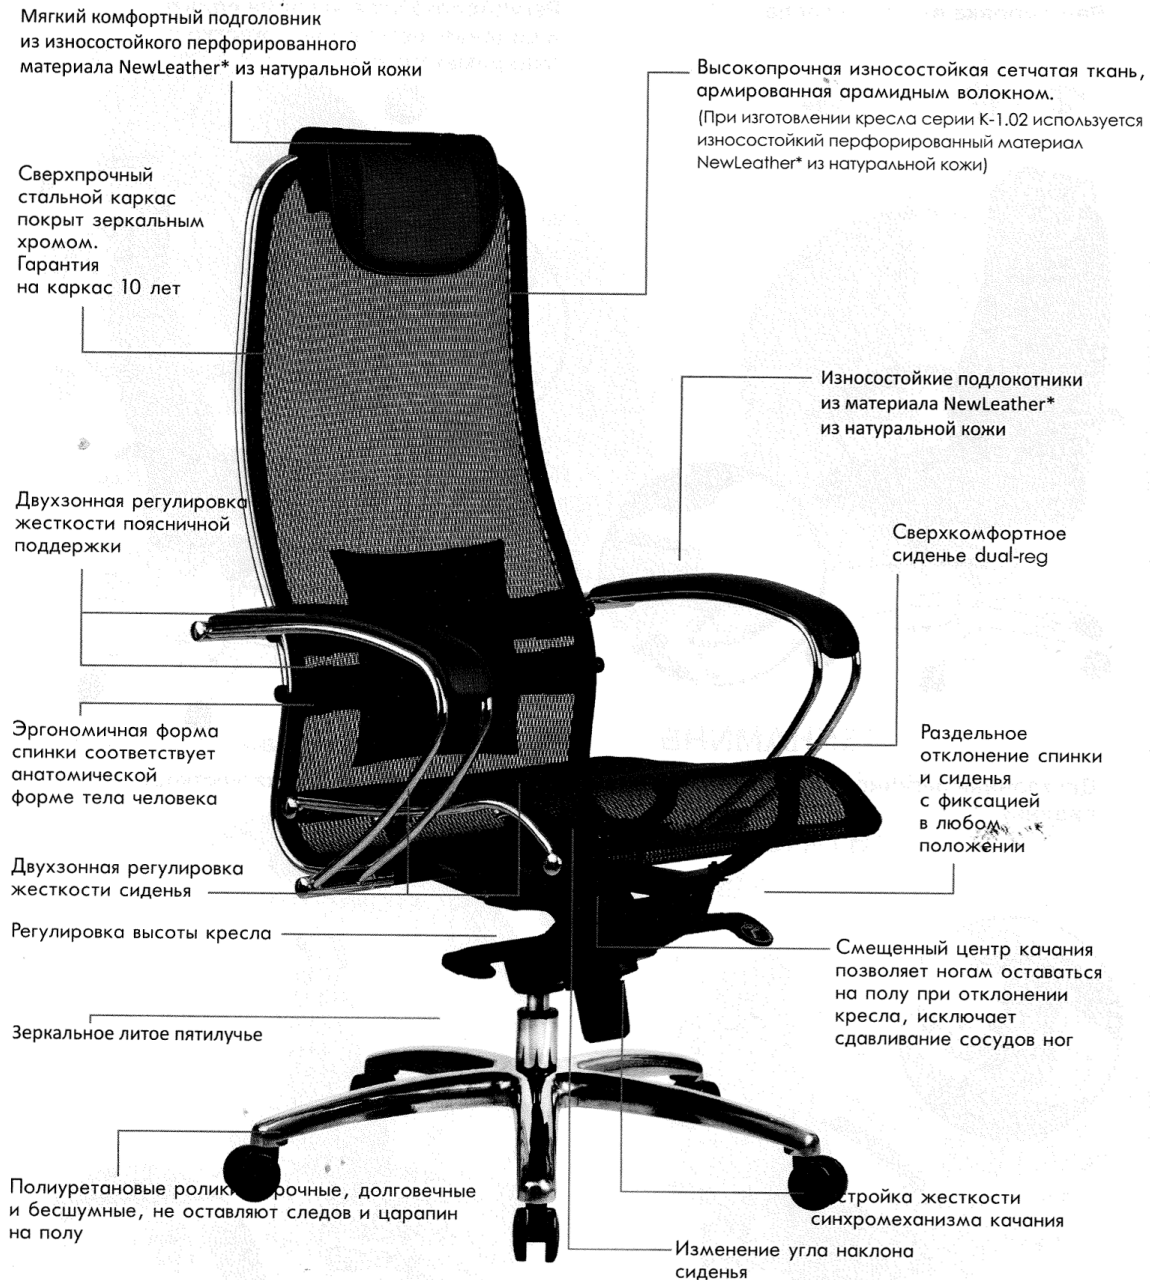 Мягкий комфортный подголовник
из износостойкого перфорированного
материала NewLeather* из натуральной кожи
Высокопрочная износостойкая сетчатая ткань,
армированная арамидным волокном.
(При изготовлении кресла серии К-1.02 используется
износостойкий перфорированный материал
NewLeather* из натуральной кожи)
Сверхпрочный
стальной каркас
покрыт зеркальным
хромом.
Гарантия
на каркас 10 лет
Износостойкие подлокотники
из материала NewLeather*
из натуральной кожи
Двухзонная регулировка
жесткости поясничной
поддержки
Сверхкомфортное
сиденье dual-reg
Эргономичная форма
спинки соответствует
анатомической
форме тела человека
Раздельное
отклонение спинки
и сиденья
с фиксацией
в любом
положении
Двухзонная регулировка
жесткости сиденья
Регулировка высоты кресла
Смещенный центр качания
позволяет ногам оставаться
на полу при отклонении
кресла, исключает
сдавливание сосудов ног
Зеркальное литое пятилучье
Полиуретановые ролики долговечные
и бесшумные, не оставляют следов и царапин
на полу
жесткости
синхромеханизма качания
Изменение угла наклона
сиденья